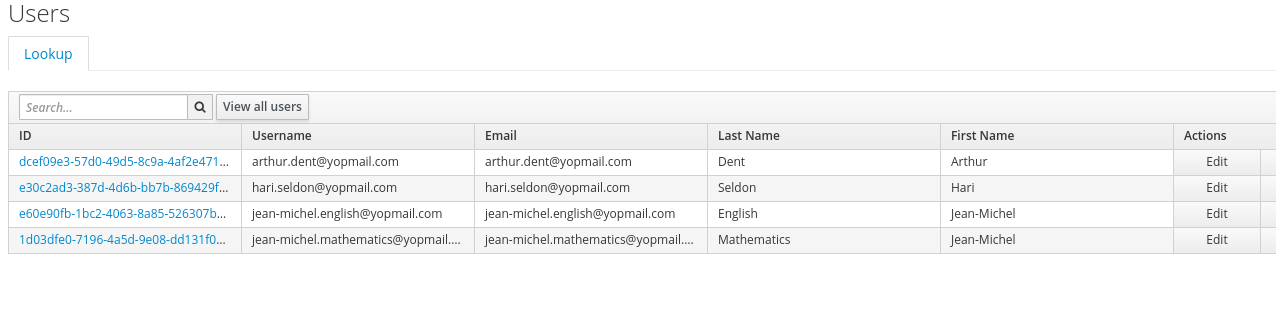 Users
Lookup
Search...
View all users
ID Username Email Last Name First Name Actions
dcef09e3-57d0-49d5-8c9a-4af2e471... arthur.dent@yopmail.com arthur.dent@yopmail.com Dent Arthur Edit
e30c2ad3-387d-4d6b-bb7b-869429f... hari.seldon@yopmail.com hari.seldon@yopmail.com Seldon Hari Edit
e60e90fb-1bc2-4063-8a85-526307b... jean-michel.english@yopmail.com jean-michel.english@yopmail.com English Jean-Michel Edit
1d03dfe0-7196-4a5d-9e08-dd131f0... jean-michel.mathematics@yopmail.... jean-michel.mathematics@yopmail.... Mathematics Jean-Michel Edit